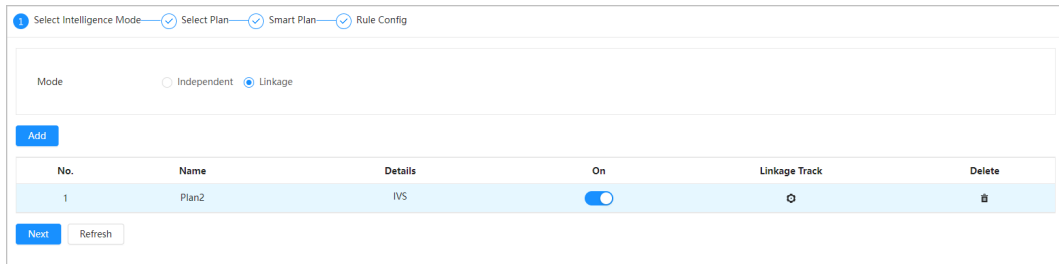 1 Select Intelligence Mode Select Plan Smart Plan Rule Config
Mode Independent Linkage
Add
No. Name Details On Linkage Track Delete
1 Plan2 IVS
Next Refresh